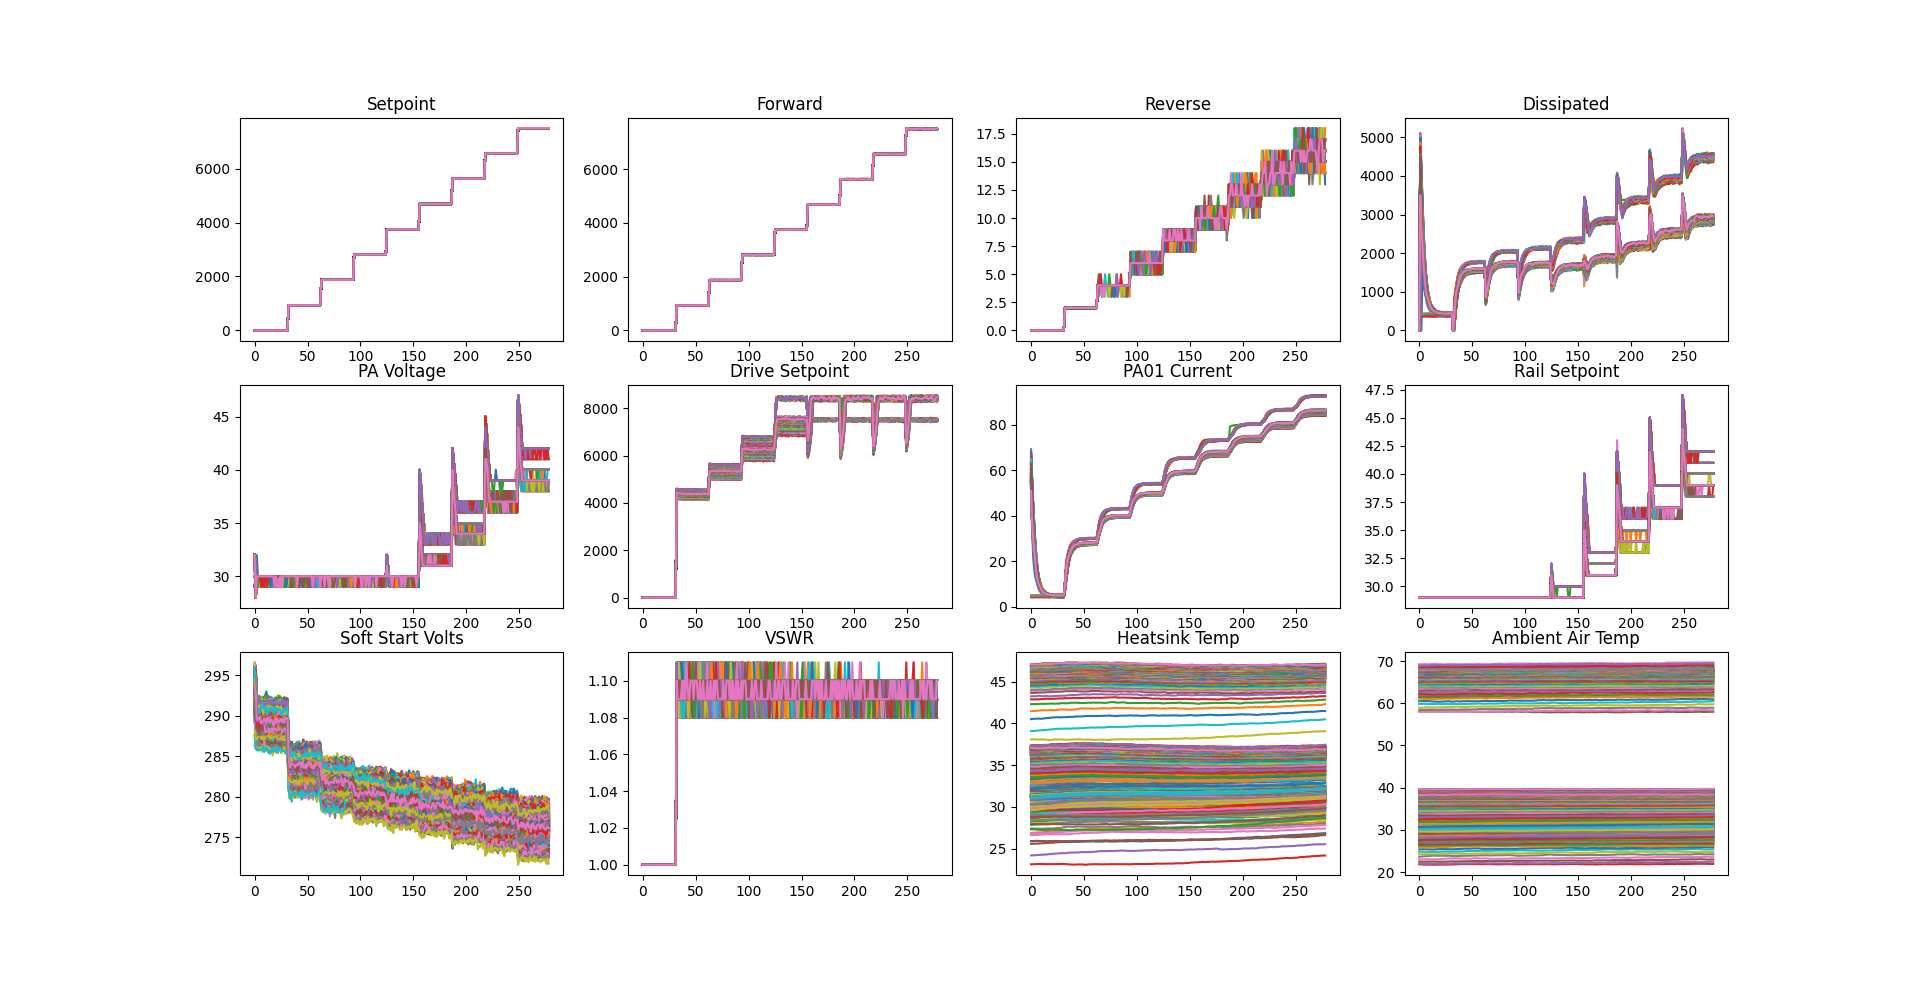 Setpoint
6000
4000
2000
0
0 50 100 150 200 250
Forward
6000
4000
2000
0
0 50 100 150 200 250
Reverse
17.5
15.0
12.5
10.0
7.5
5.0
2.5
0.0
0 50 100 150 200 250
Dissipated
5000
4000
3000
2000
1000
0
0 50 100 150 200 250
PA Voltage
45
40
35
30
0 50 100 150 200 250
Drive Setpoint
8000
6000
4000
2000
0
0 50 100 150 200 250
PA01 Current
80
60
40
20
0
0 50 100 150 200 250
Rail Setpoint
47.5
45.0
42.5
40.0
37.5
35.0
32.5
30.0
0 50 100 150 200 250
Soft Start Volts
295
290
285
280
275
0 50 100 150 200 250
VSWR
1.10
1.08
1.06
1.04
1.02
1.00
0 50 100 150 200 250
Heatsink Temp
45
40
35
30
25
0 50 100 150 200 250
Ambient Air Temp
70
60
50
40
30
20
0 50 100 150 200 250